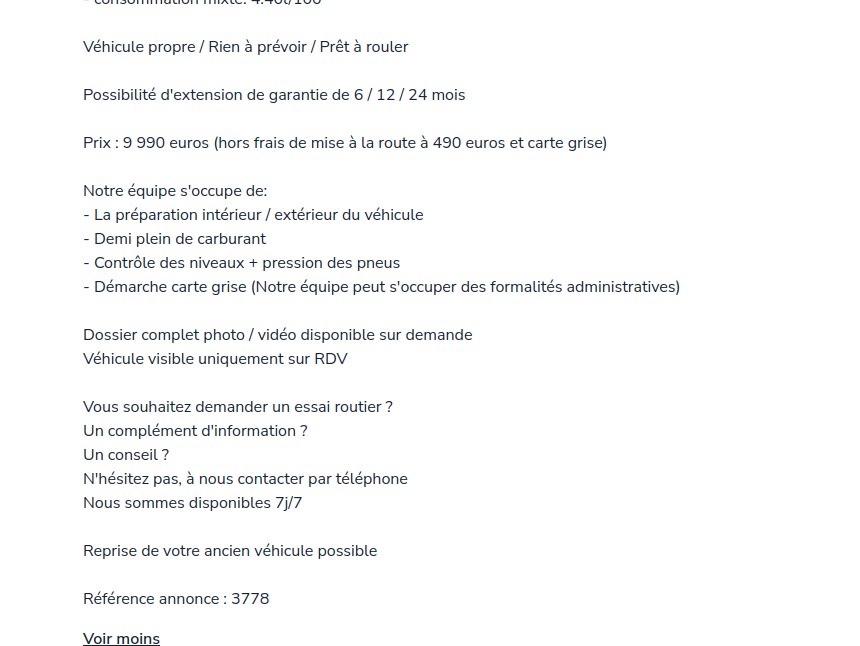 - consommation mixte: 4.40l/100
Véhicule propre / Rien à prévoir / Prêt à rouler
Possibilité d'extension de garantie de 6 / 12 / 24 mois
Prix : 9 990 euros (hors frais de mise à la route à 490 euros et carte grise)
Notre équipe s'occupe de:
- La préparation intérieur / extérieur du véhicule
- Demi plein de carburant
- Contrôle des niveaux + pression des pneus
- Démarche carte grise (Notre équipe peut s'occuper des formalités administratives)
Dossier complet photo / vidéo disponible sur demande
Véhicule visible uniquement sur RDV
Vous souhaitez demander un essai routier ?
Un complément d'information ?
Un conseil ?
N'hésitez pas, à nous contacter par téléphone
Nous sommes disponibles 7j/7
Reprise de votre ancien véhicule possible
Référence annonce : 3778
Voir moins